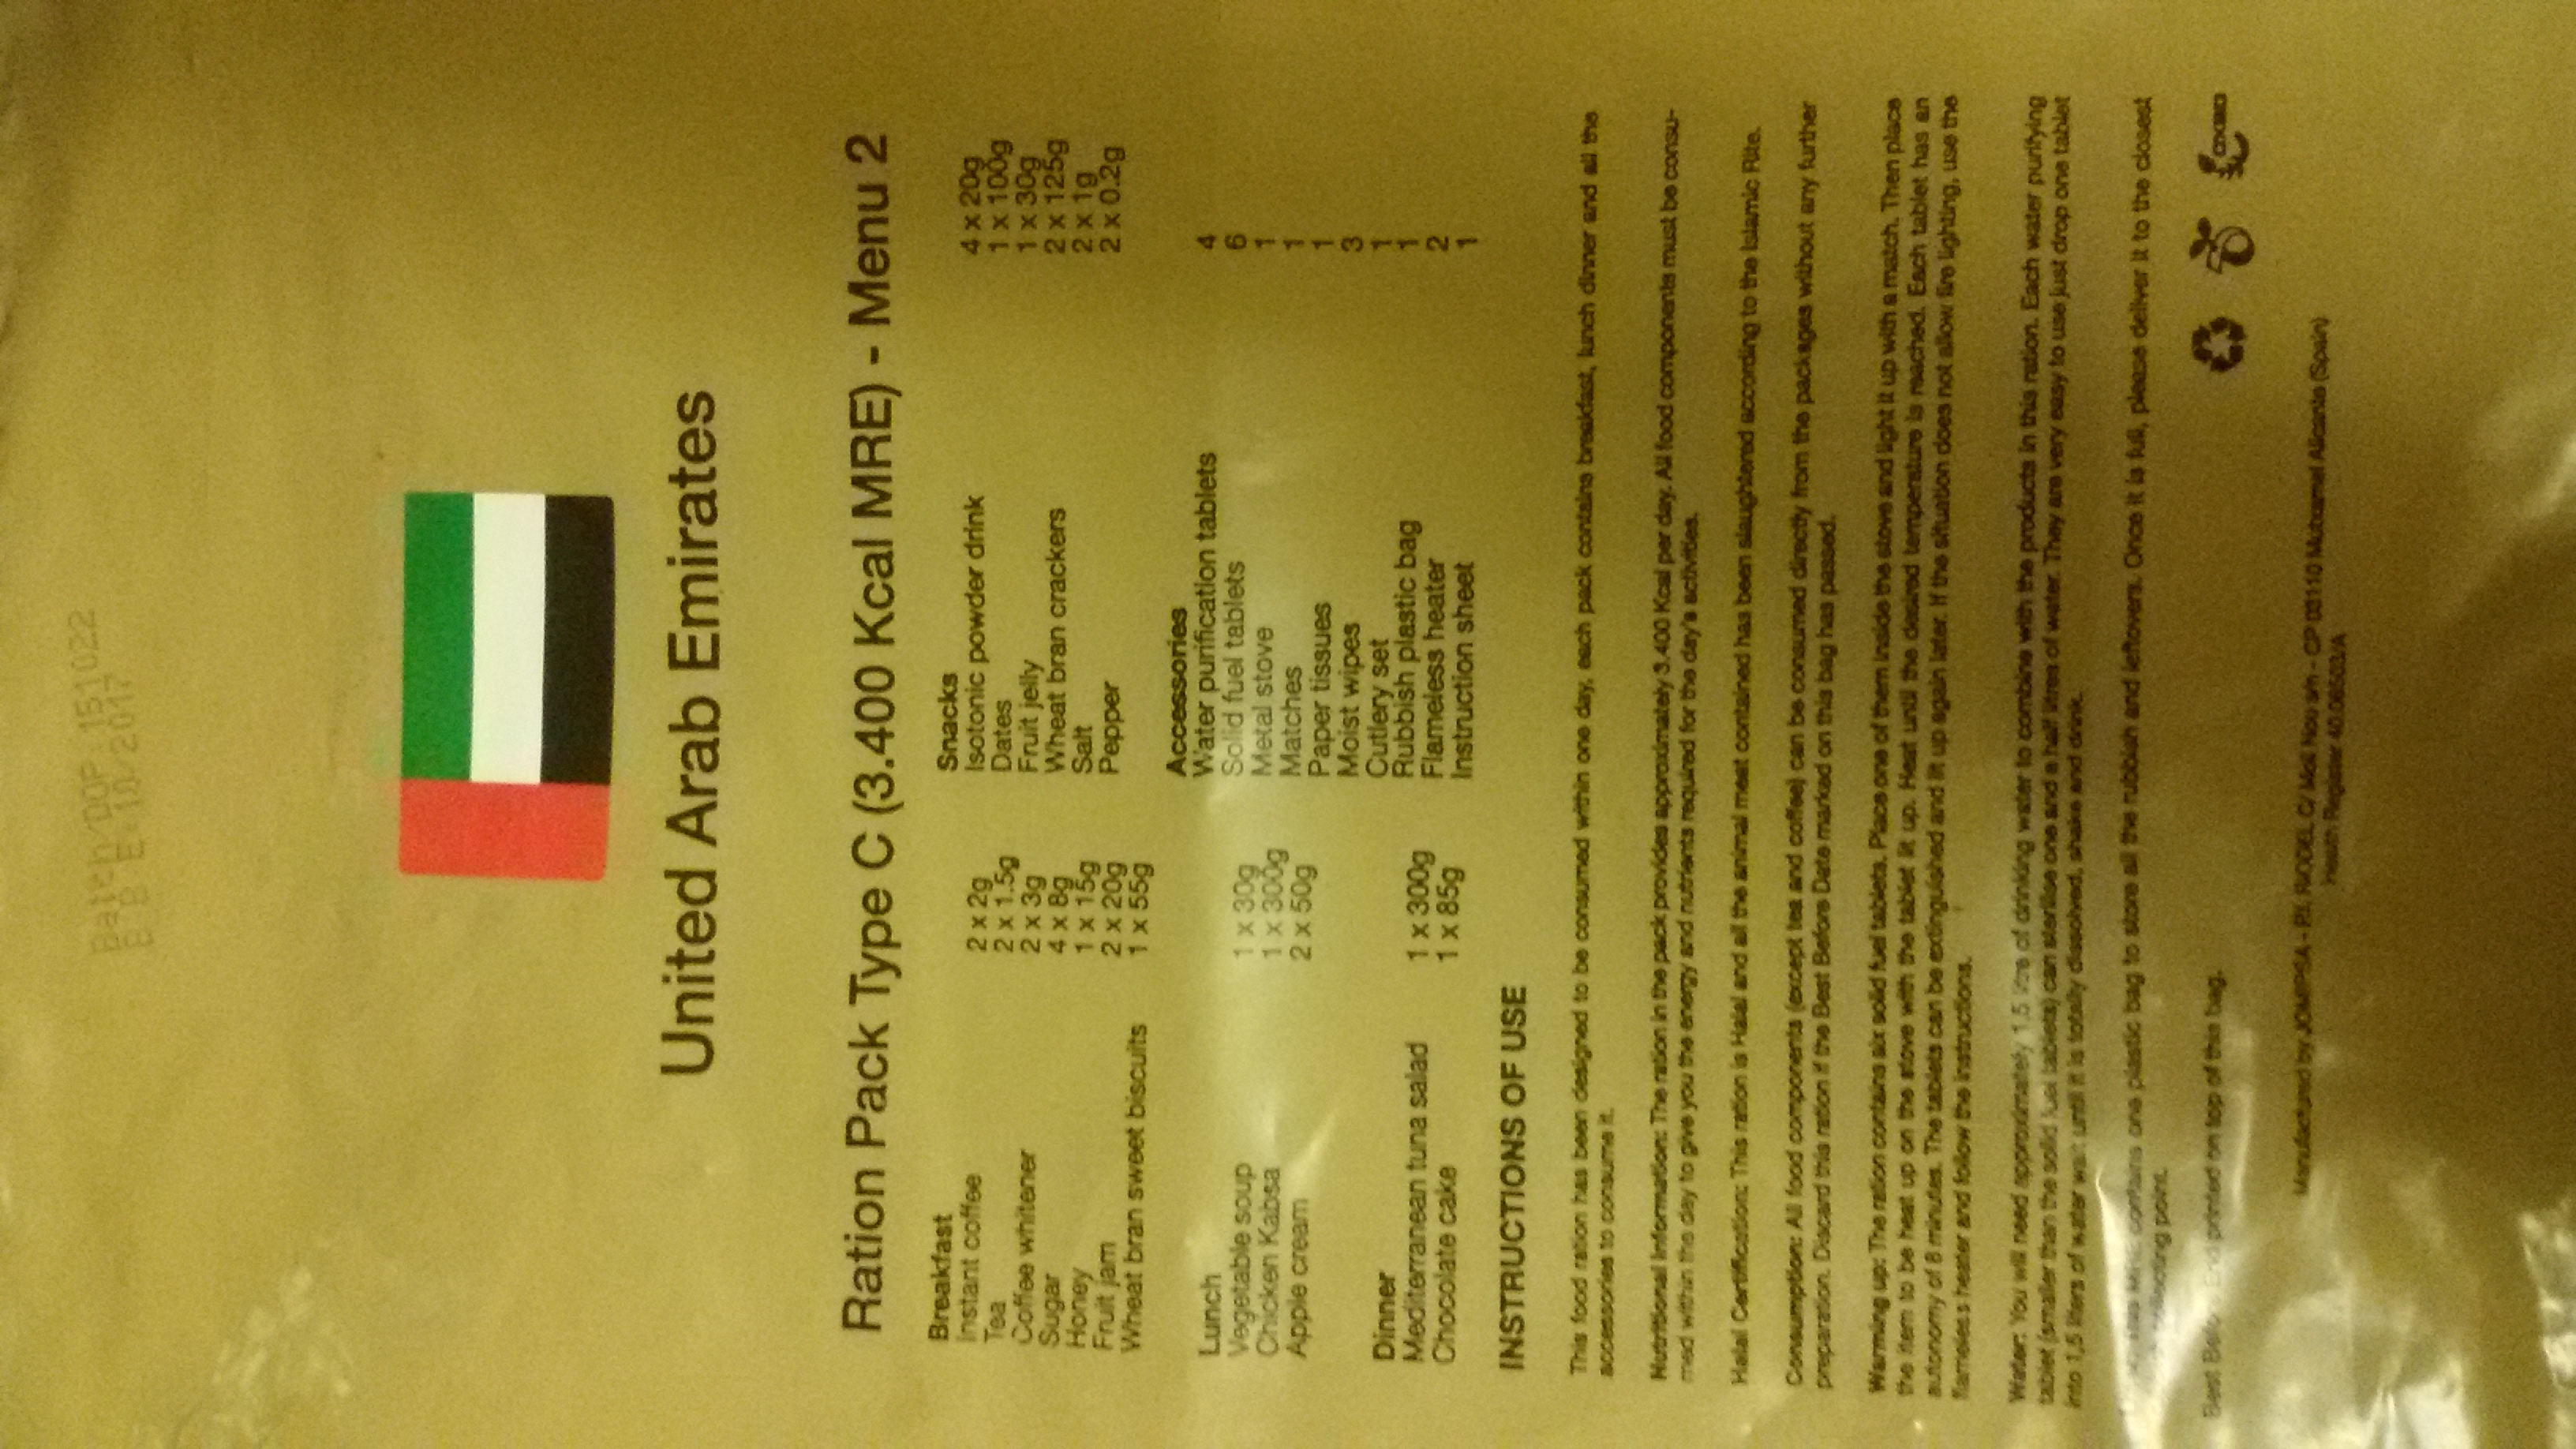 Batch/DOP 151022
B B E 10/2017
United Arab Emirates
Ration Pack Type C (3.400 Kcal MRE) - Menu 2
Breakfast
Instant coffee 2 x 2g
Tea 2 x 1.5g
Coffee whitener 2 x 3g
Sugar 4 x 8g
Honey 1 x 15g
Fruit jam 2 x 20g
Wheat bran sweet biscuits 1 x 55g
Lunch
Vegetable soup 1 x 30g
Chicken Kabsa 1 x 300g
Apple cream 2 x 50g
Dinner
Mediterranean tuna salad 1 x 300g
Chocolate cake 1 x 85g
Snacks
Isotonic powder drink 4 x 20g
Dates 1 x 100g
Fruit jelly 1 x 30g
Wheat bran crackers 2 x 125g
Salt 2 x 1g
Pepper 2 x 0.2g
Accessories
Water purification tablets 4
Solid fuel tablets 6
Metal stove 1
Matches 1
Paper tissues 1
Moist wipes 3
Cutlery set 1
Rubbish plastic bag 1
Flameless heater 2
Instruction sheet 1
INSTRUCTIONS OF USE
This food ration has been designed to be consumed within one day, each pack contains breakfast, lunch dinner and all the
accessories to consume it.
Nutritional Information: The ration in the pack provides approximately 3.400 Kcal per day. All food components must be consu-
med within the day to give you the energy and nutrients required for the day's activities.
Halal Certification: This ration is Halal and all the animal meat contained has been slaughtered according to the Islamic Rite.
Consumption: All food components (except tea and coffee) can be consumed directly from the packages without any further
preparation. Discard this ration if the Best Before Date marked on this bag has passed.
Warming up: The ration contains six solid fuel tablets. Place one of them inside the stove and light it up with a match. Then place
the item to be heat up on the stove with the tablet lit up. Heat until the desired temperature is reached. Each tablet has an
autonomy of 8 minutes. The tablets can be extinguished and lit up again later. If the situation does not allow fire lighting, use the
flameless heater and follow the instructions.
Water: You will need approximately 1,5 litre of drinking water to combine with the products in this ration. Each water purifying
tablet (smaller than the solid fuel tablets) can sterilise one and a half litres of water. They are very easy to use just drop one tablet
into 1,5 liters of water wait until it is totally dissolved, shake and drink.
MRE contains one plastic bag to store all the rubbish and leftovers. Once it is full, please deliver it to the closest
collecting point.
Best Before End printed on top of this bag.
Manufactured by JOMIPSA - P.I. RIODEL C/ Molí Nou s/n - CP 03110 Mutxamel Alicante (Spain)
Health Register 40.06503/A